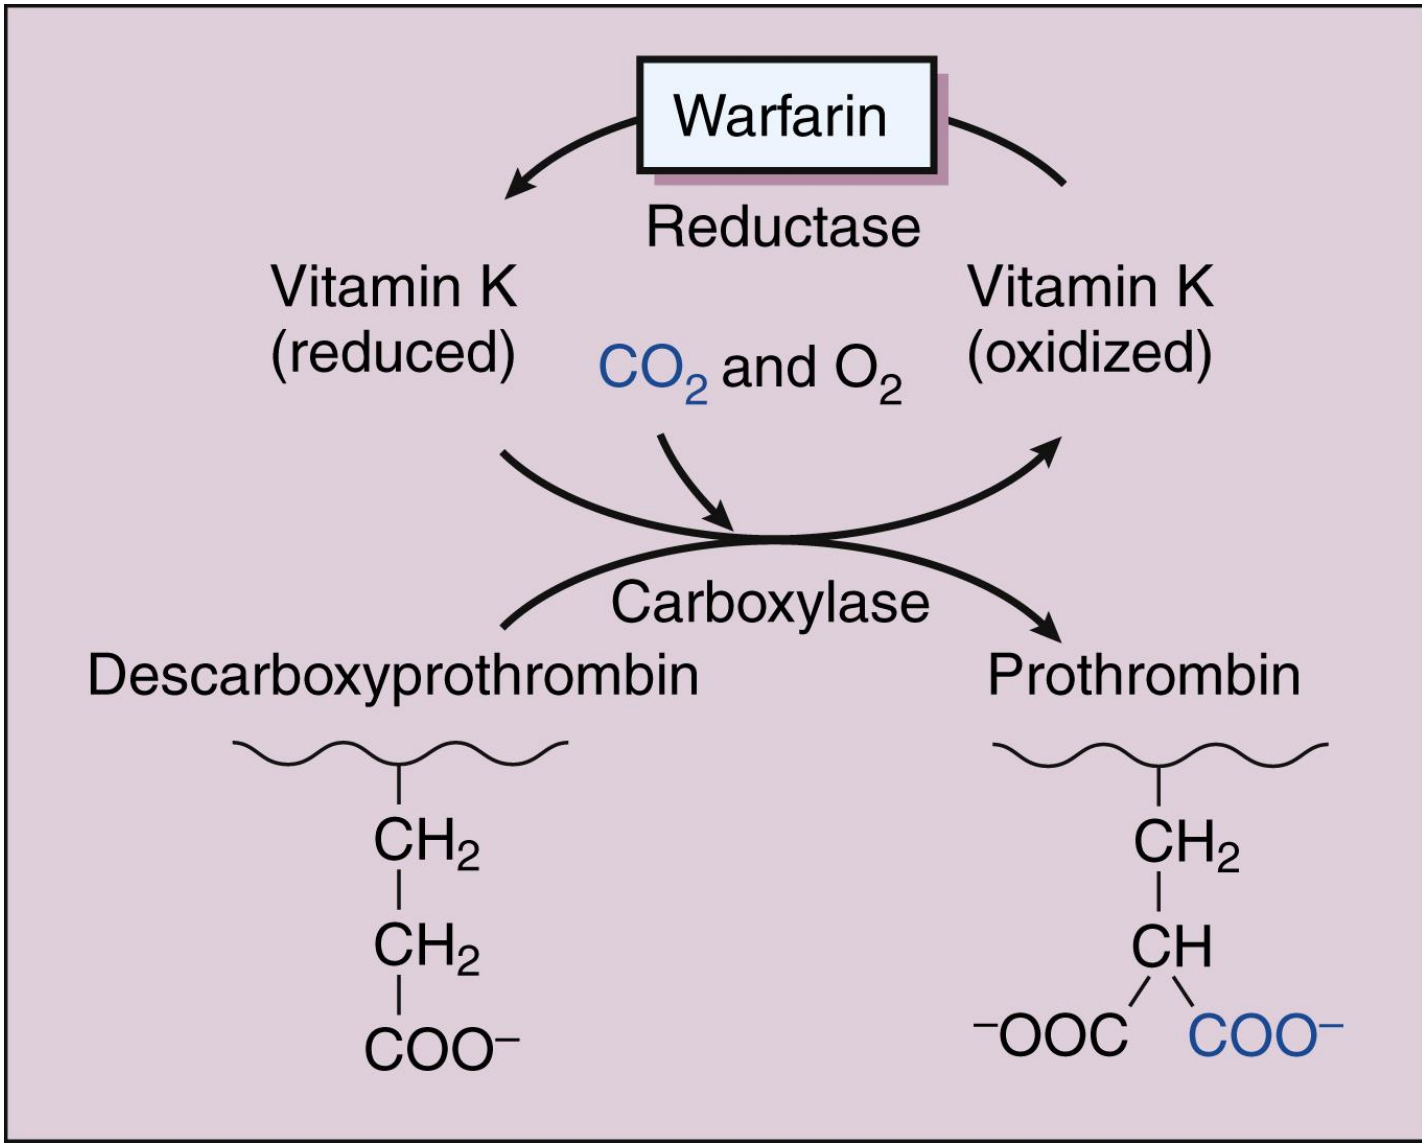 Warfarin
Reductase
Vitamin K
(reduced)
CO₂ and O₂
Vitamin K
(oxidized)
Carboxylase
Descarboxyprothrombin
Prothrombin
CH₂
CH₂
COO⁻
CH₂
CH
⁻OOC COO⁻